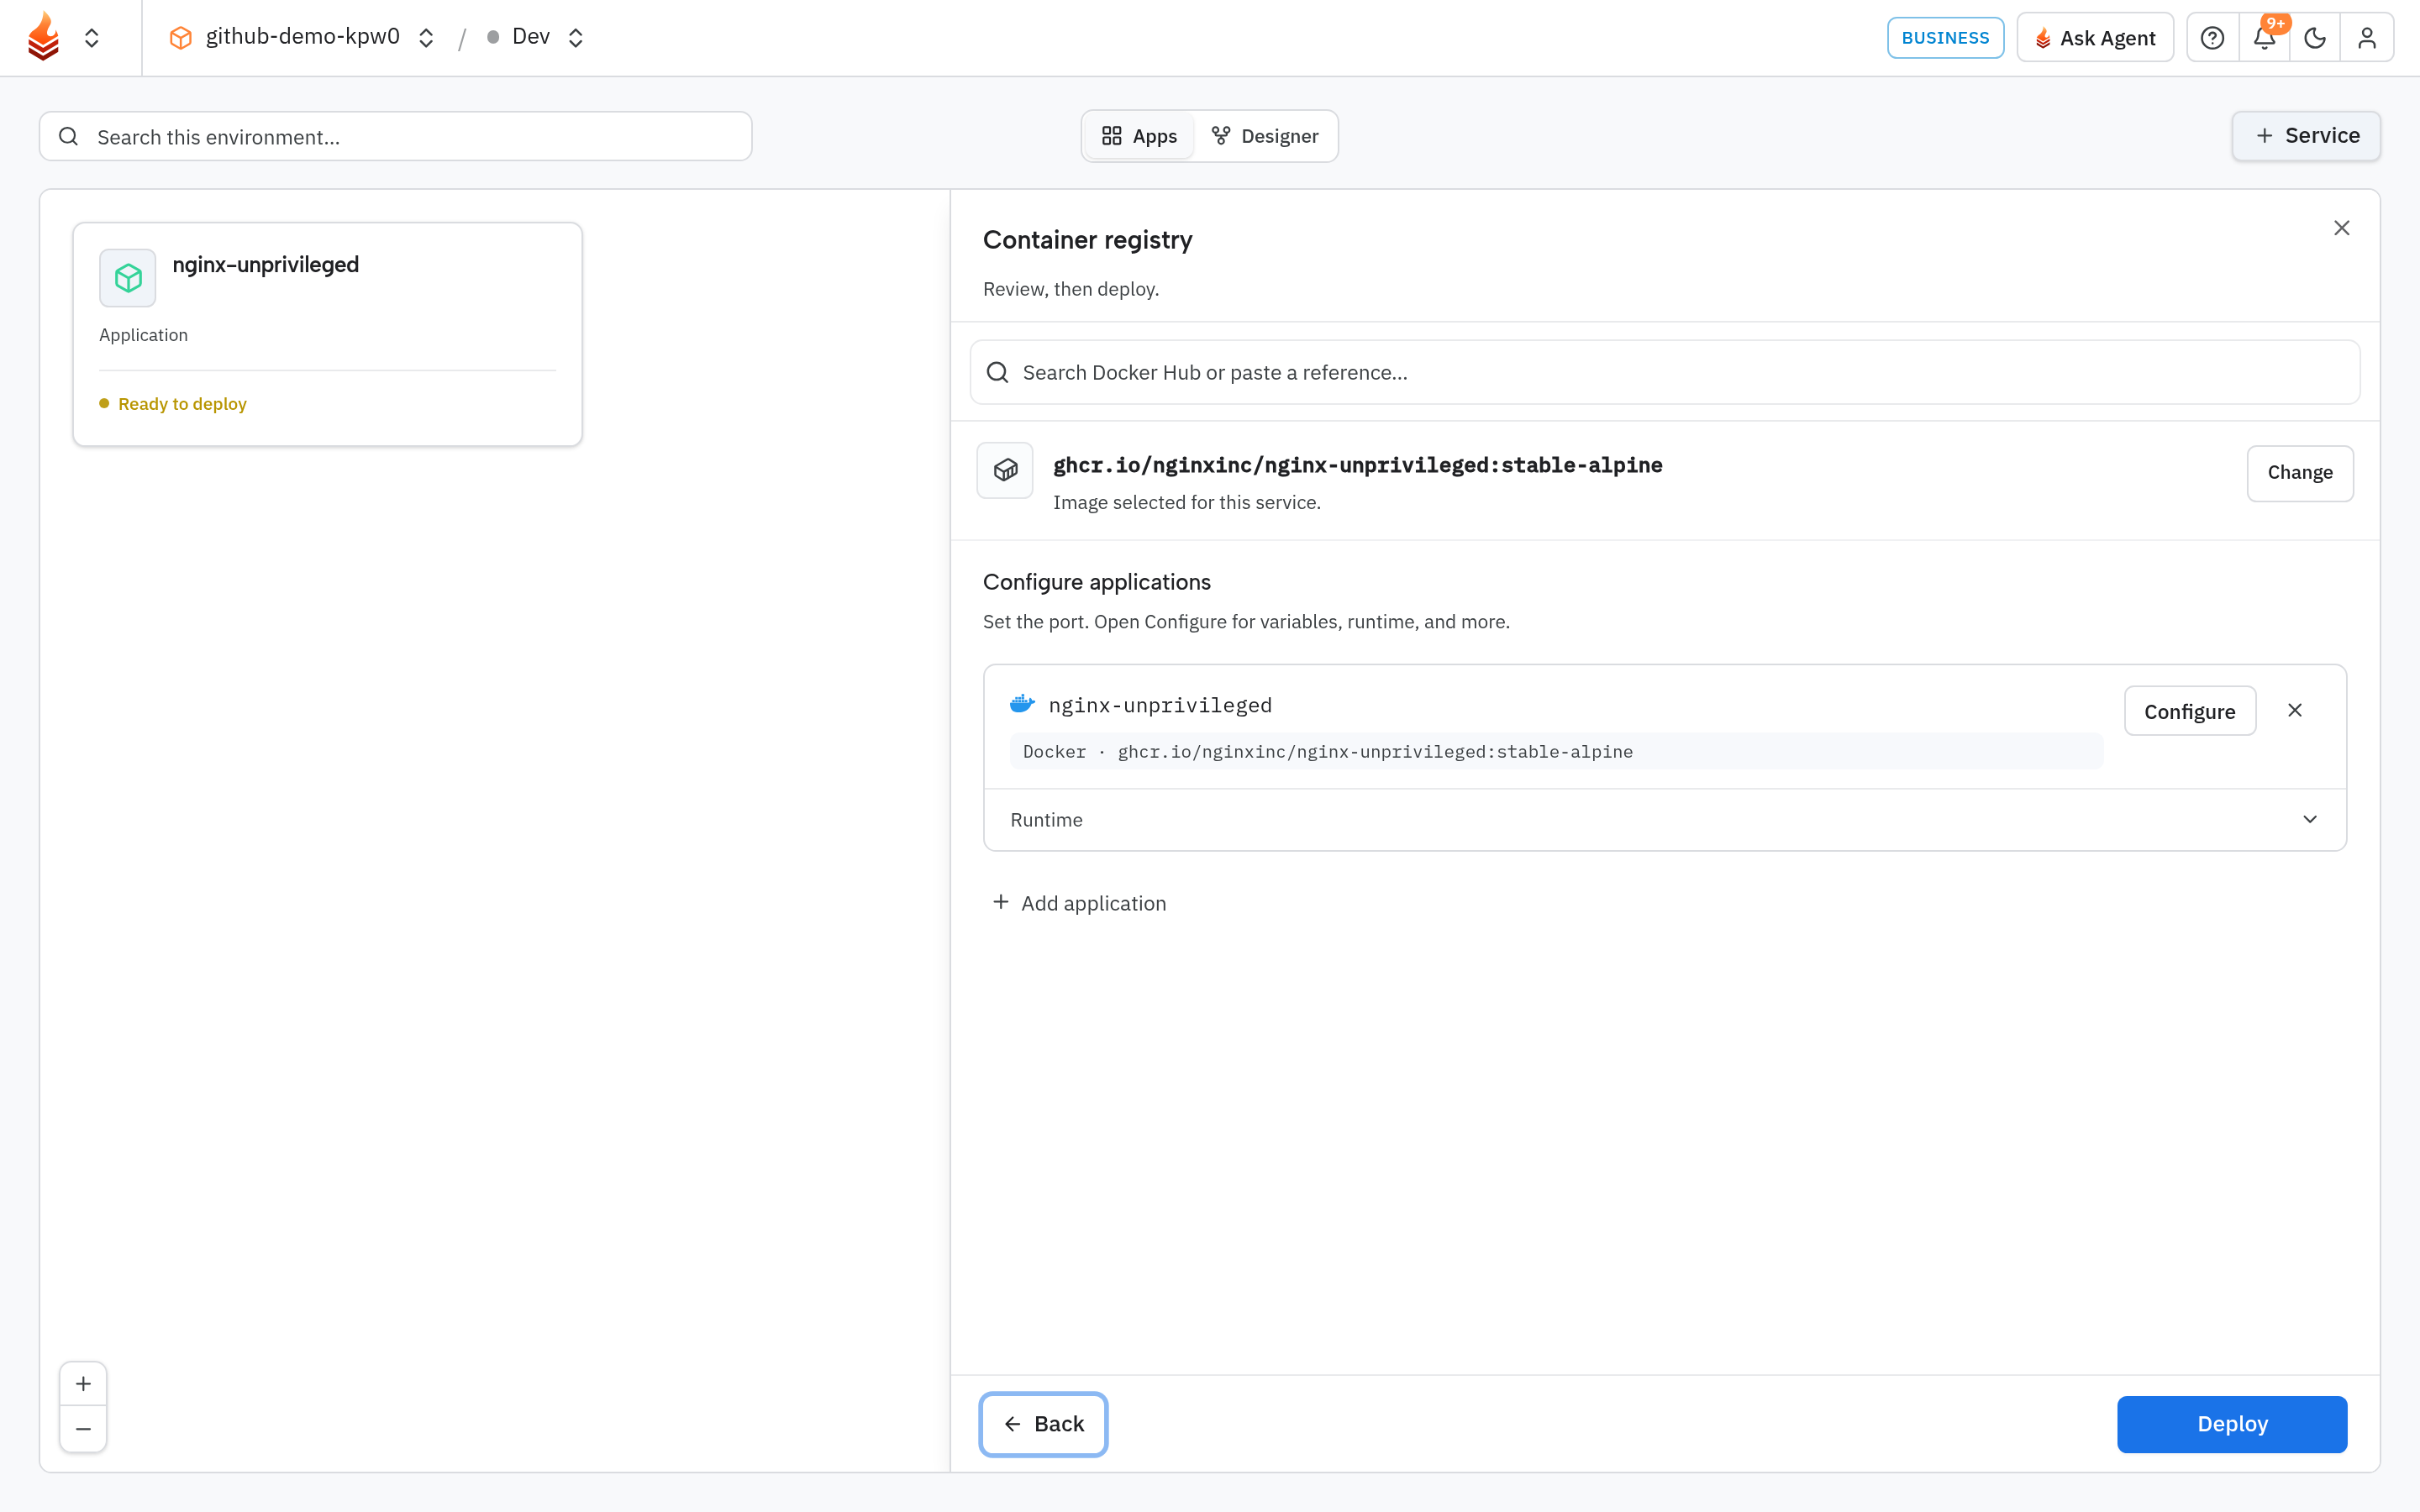 github-demo-kpw0 / Dev
BUSINESS
Ask Agent
9+
Search this environment...
Apps
Designer
+ Service
nginx-unprivileged
Application
Ready to deploy
Container registry
Review, then deploy.
Search Docker Hub or paste a reference...
ghcr.io/nginxinc/nginx-unprivileged:stable-alpine
Image selected for this service.
Change
Configure applications
Set the port. Open Configure for variables, runtime, and more.
nginx-unprivileged
Configure
Docker · ghcr.io/nginxinc/nginx-unprivileged:stable-alpine
Runtime
+ Add application
Back
Deploy